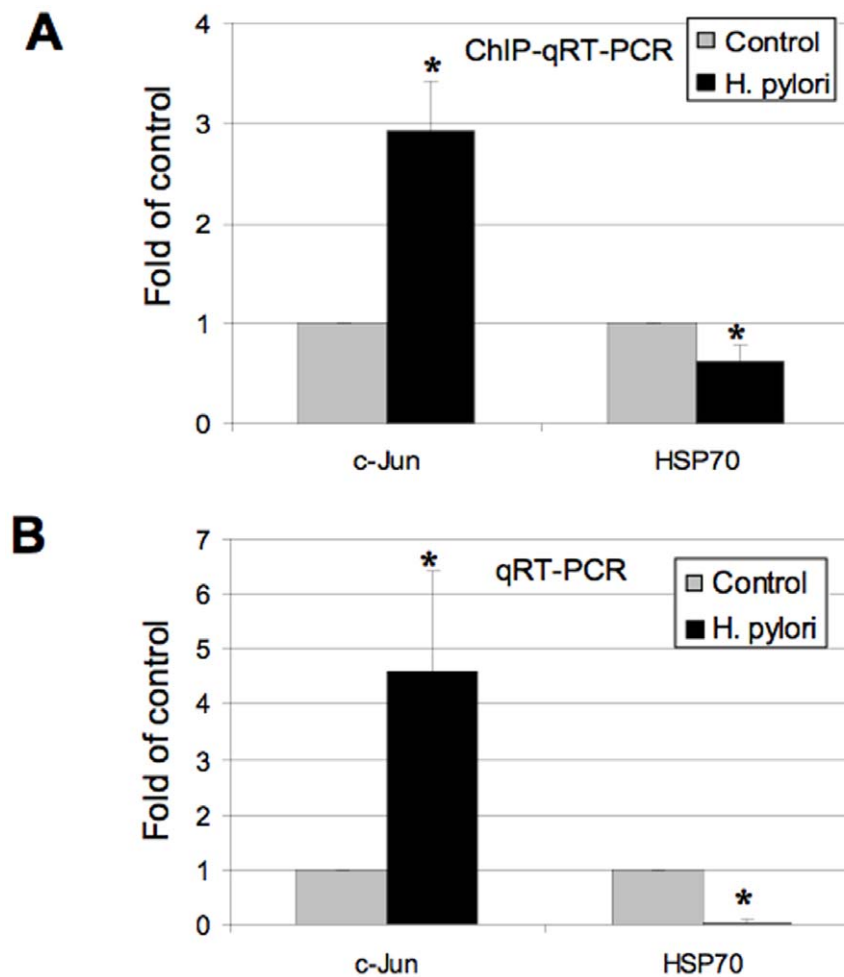 A
Fold of control
4
3
2
1
0
ChIP-qRT-PCR
Control
H. pylori
*
*
c-Jun
HSP70
B
Fold of control
7
6
5
4
3
2
1
0
qRT-PCR
Control
H. pylori
*
*
c-Jun
HSP70